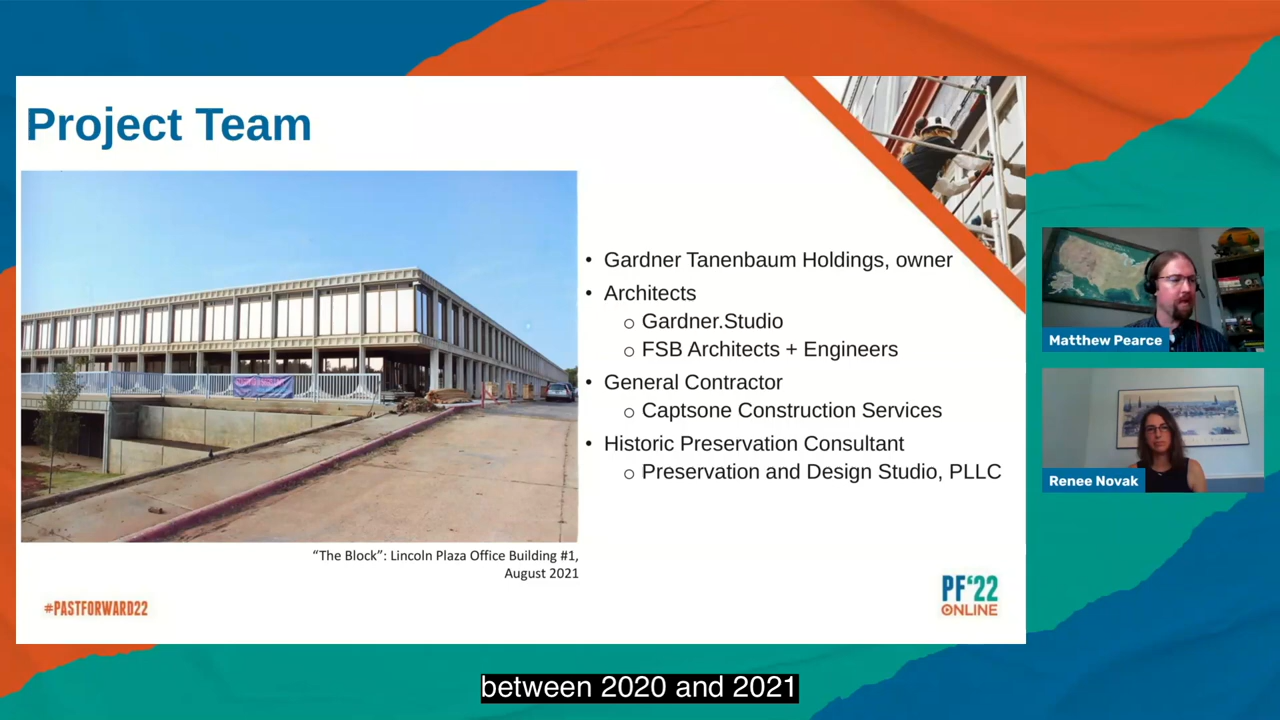 Project Team
• Gardner Tanenbaum Holdings, owner
• Architects
o Gardner.Studio
o FSB Architects + Engineers
• General Contractor
o Captsone Construction Services
• Historic Preservation Consultant
o Preservation and Design Studio, PLLC
“The Block”: Lincoln Plaza Office Building #1,
August 2021
#PASTFORWARD22
PF‘22
ONLINE
Matthew Pearce
Renee Novak
between 2020 and 2021